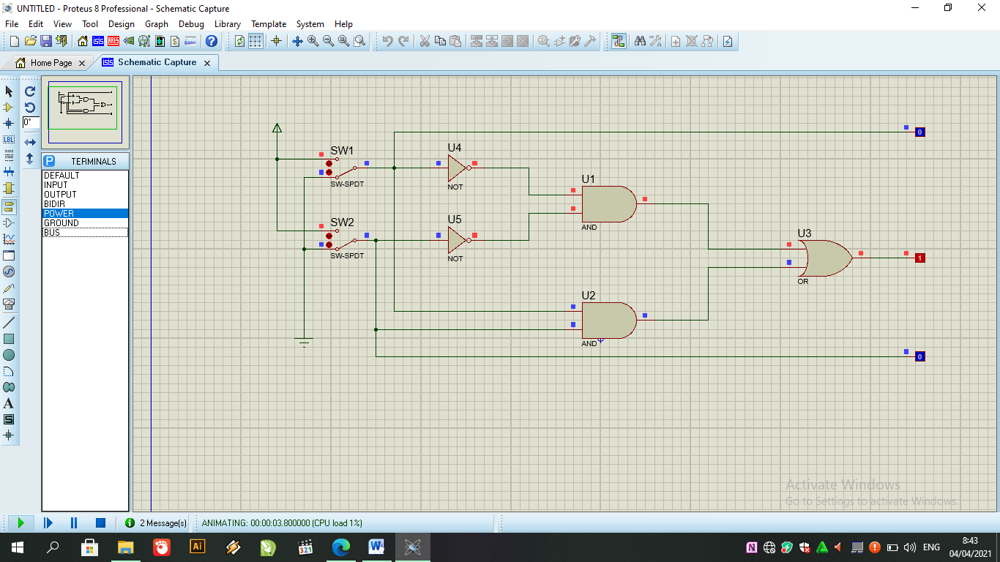 UNTITLED - Proteus 8 Professional - Schematic Capture
File Edit View Tool Design Graph Debug Library Template System Help
Home Page
Schematic Capture
0°
LBL
P TERMINALS
DEFAULT
INPUT
OUTPUT
BIDIR
POWER
GROUND
BUS
A
S
SW1
SW-SPDT
SW2
SW-SPDT
U4
NOT
U5
NOT
U1
AND
U2
AND
U3
OR
0
1
0
Activate Windows
Go to Settings to activate Windows.
2 Message(s)
ANIMATING: 00:00:03.800000 (CPU load 1%)
Ai
321
W
N
ENG
8:43
04/04/2021